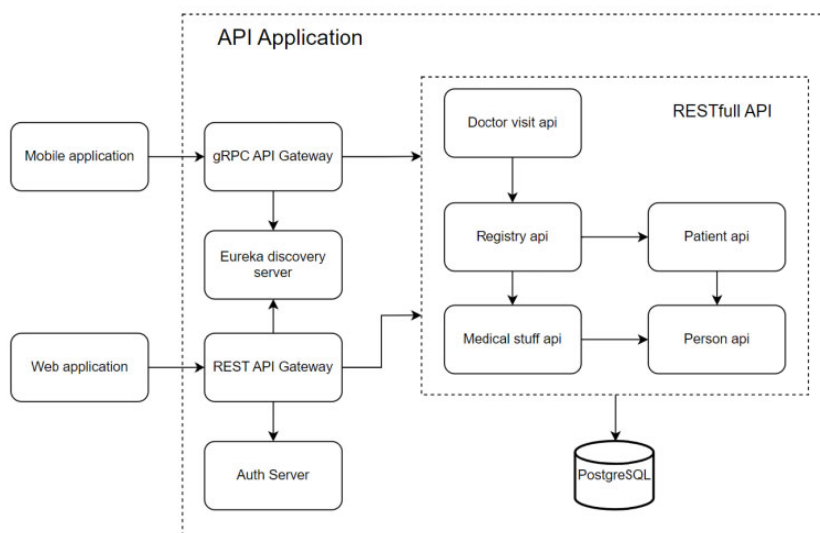 API Application
RESTfull API
Doctor visit api
Mobile application
gRPC API Gateway
Registry api
Patient api
Eureka discovery
server
Medical stuff api
Person api
Web application
REST API Gateway
Auth Server
PostgreSQL